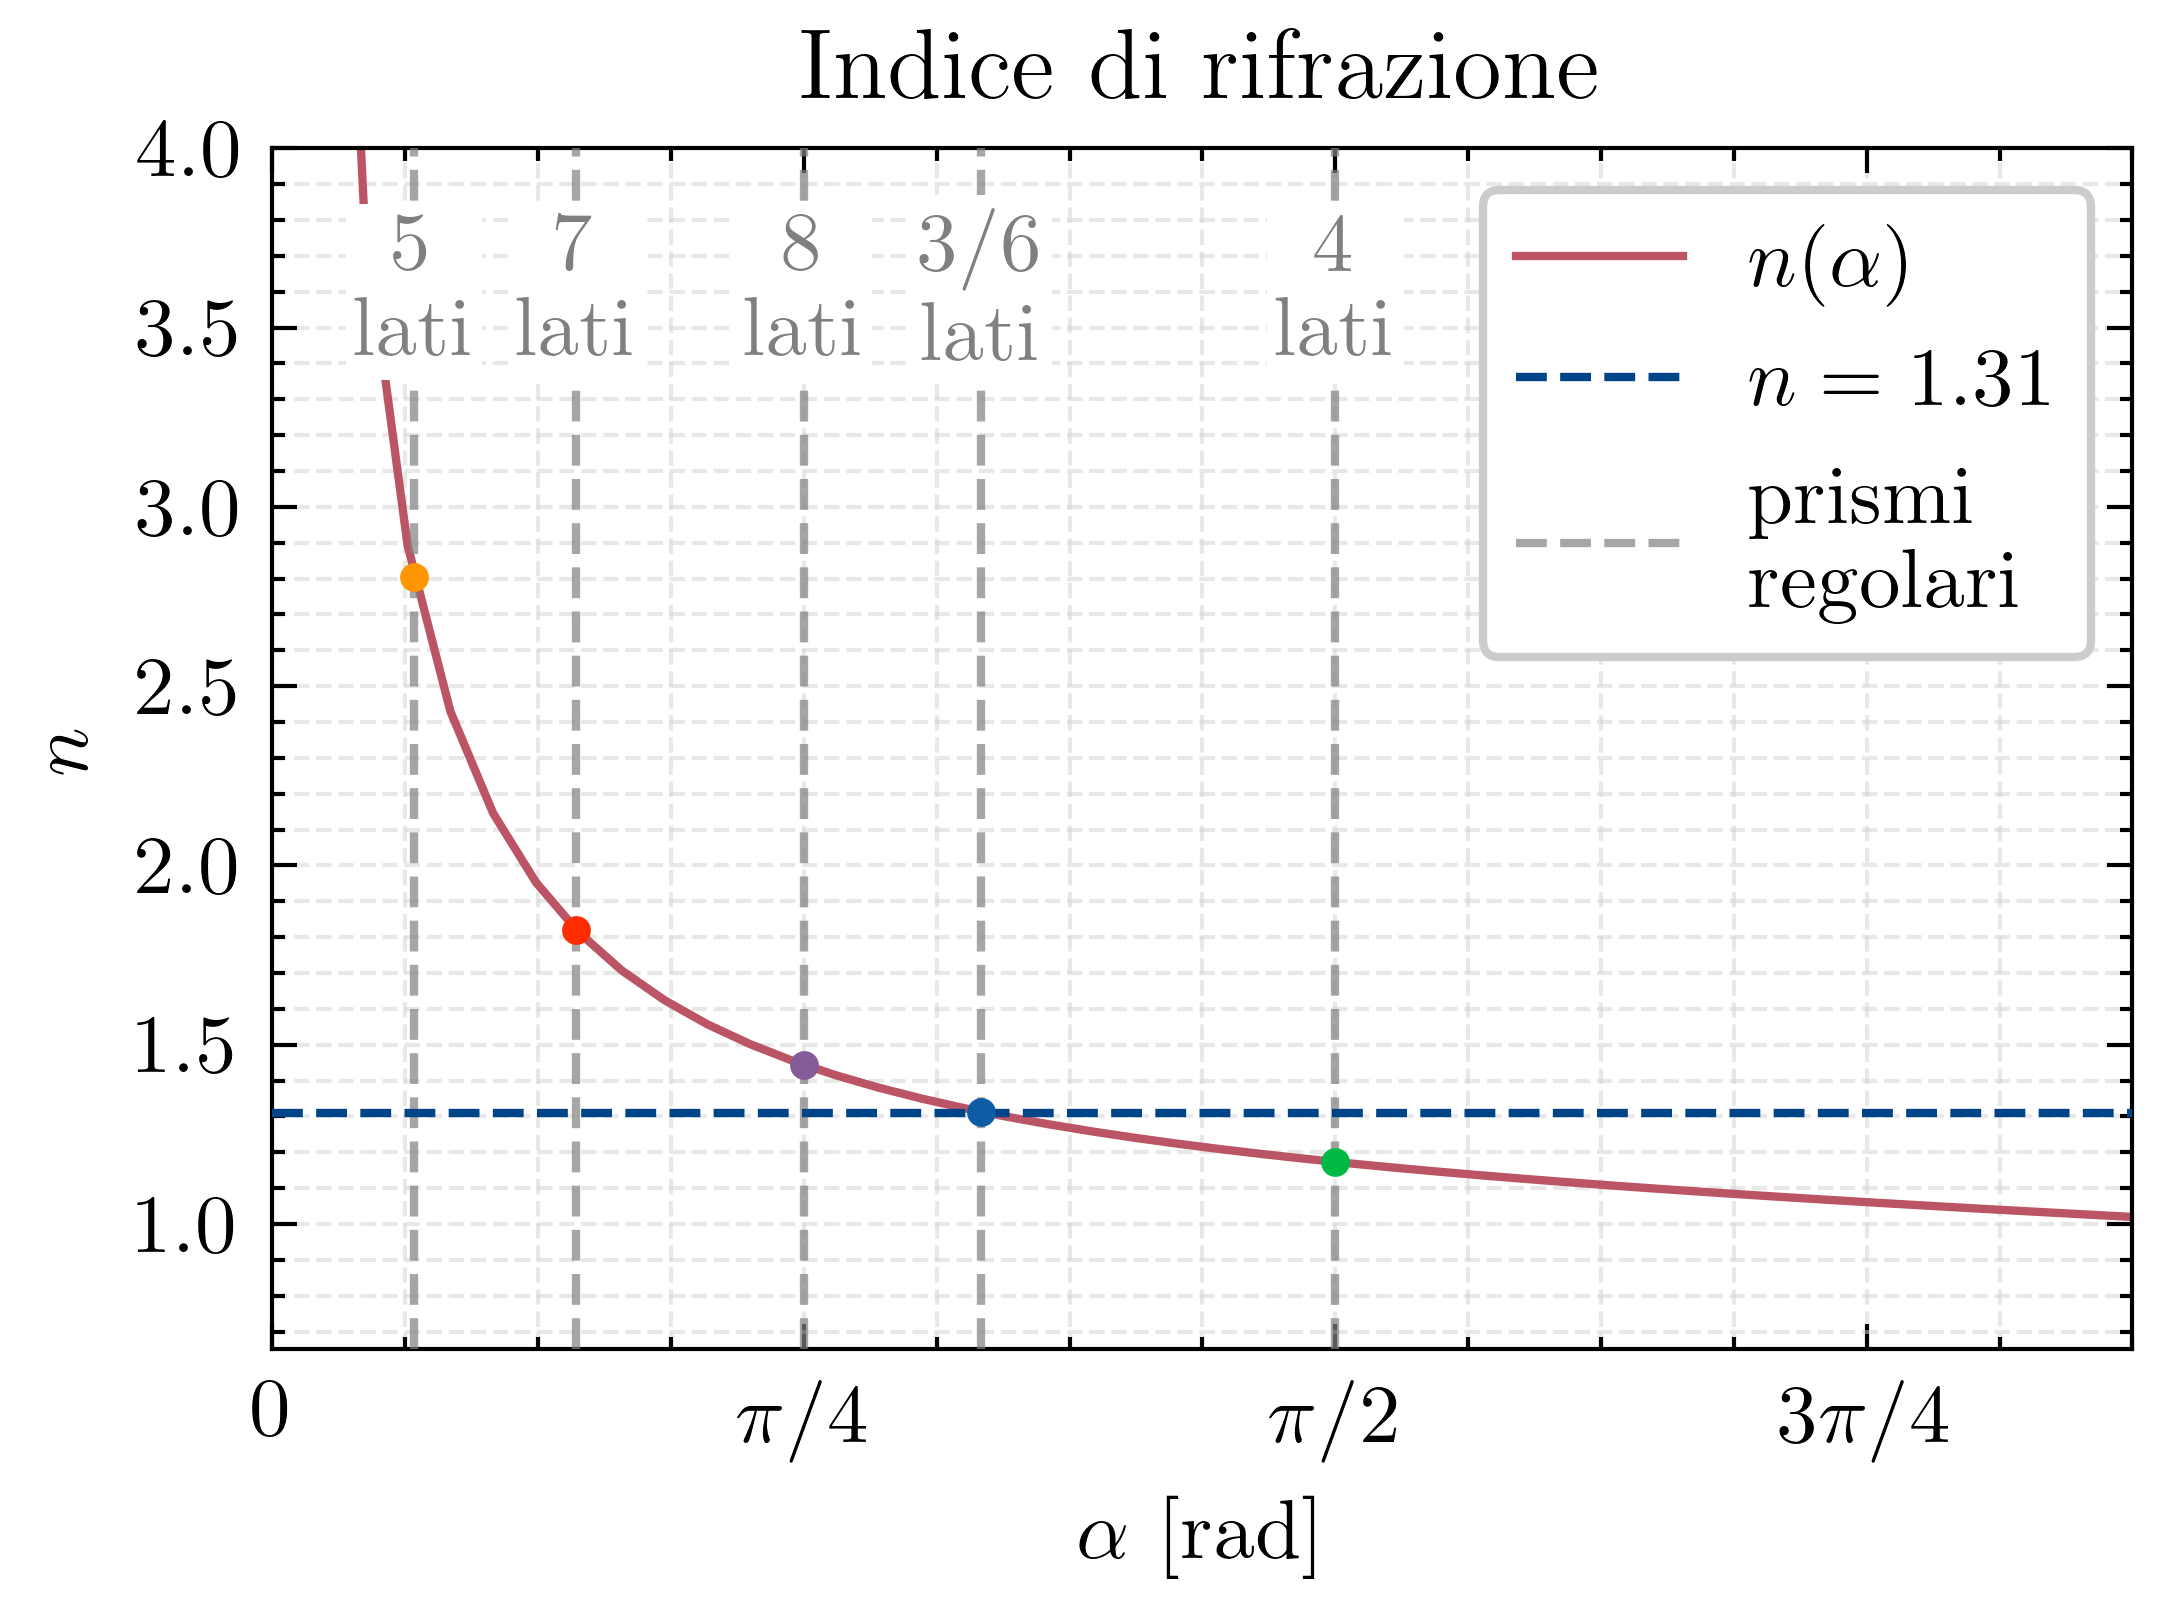 Indice di rifrazione
4.0
3.5
3.0
2.5
2.0
1.5
1.0
n
5
lati
7
lati
8
lati
3/6
lati
4
lati
n(α)
n = 1.31
prismi
regolari
0
π/4
π/2
3π/4
α [rad]